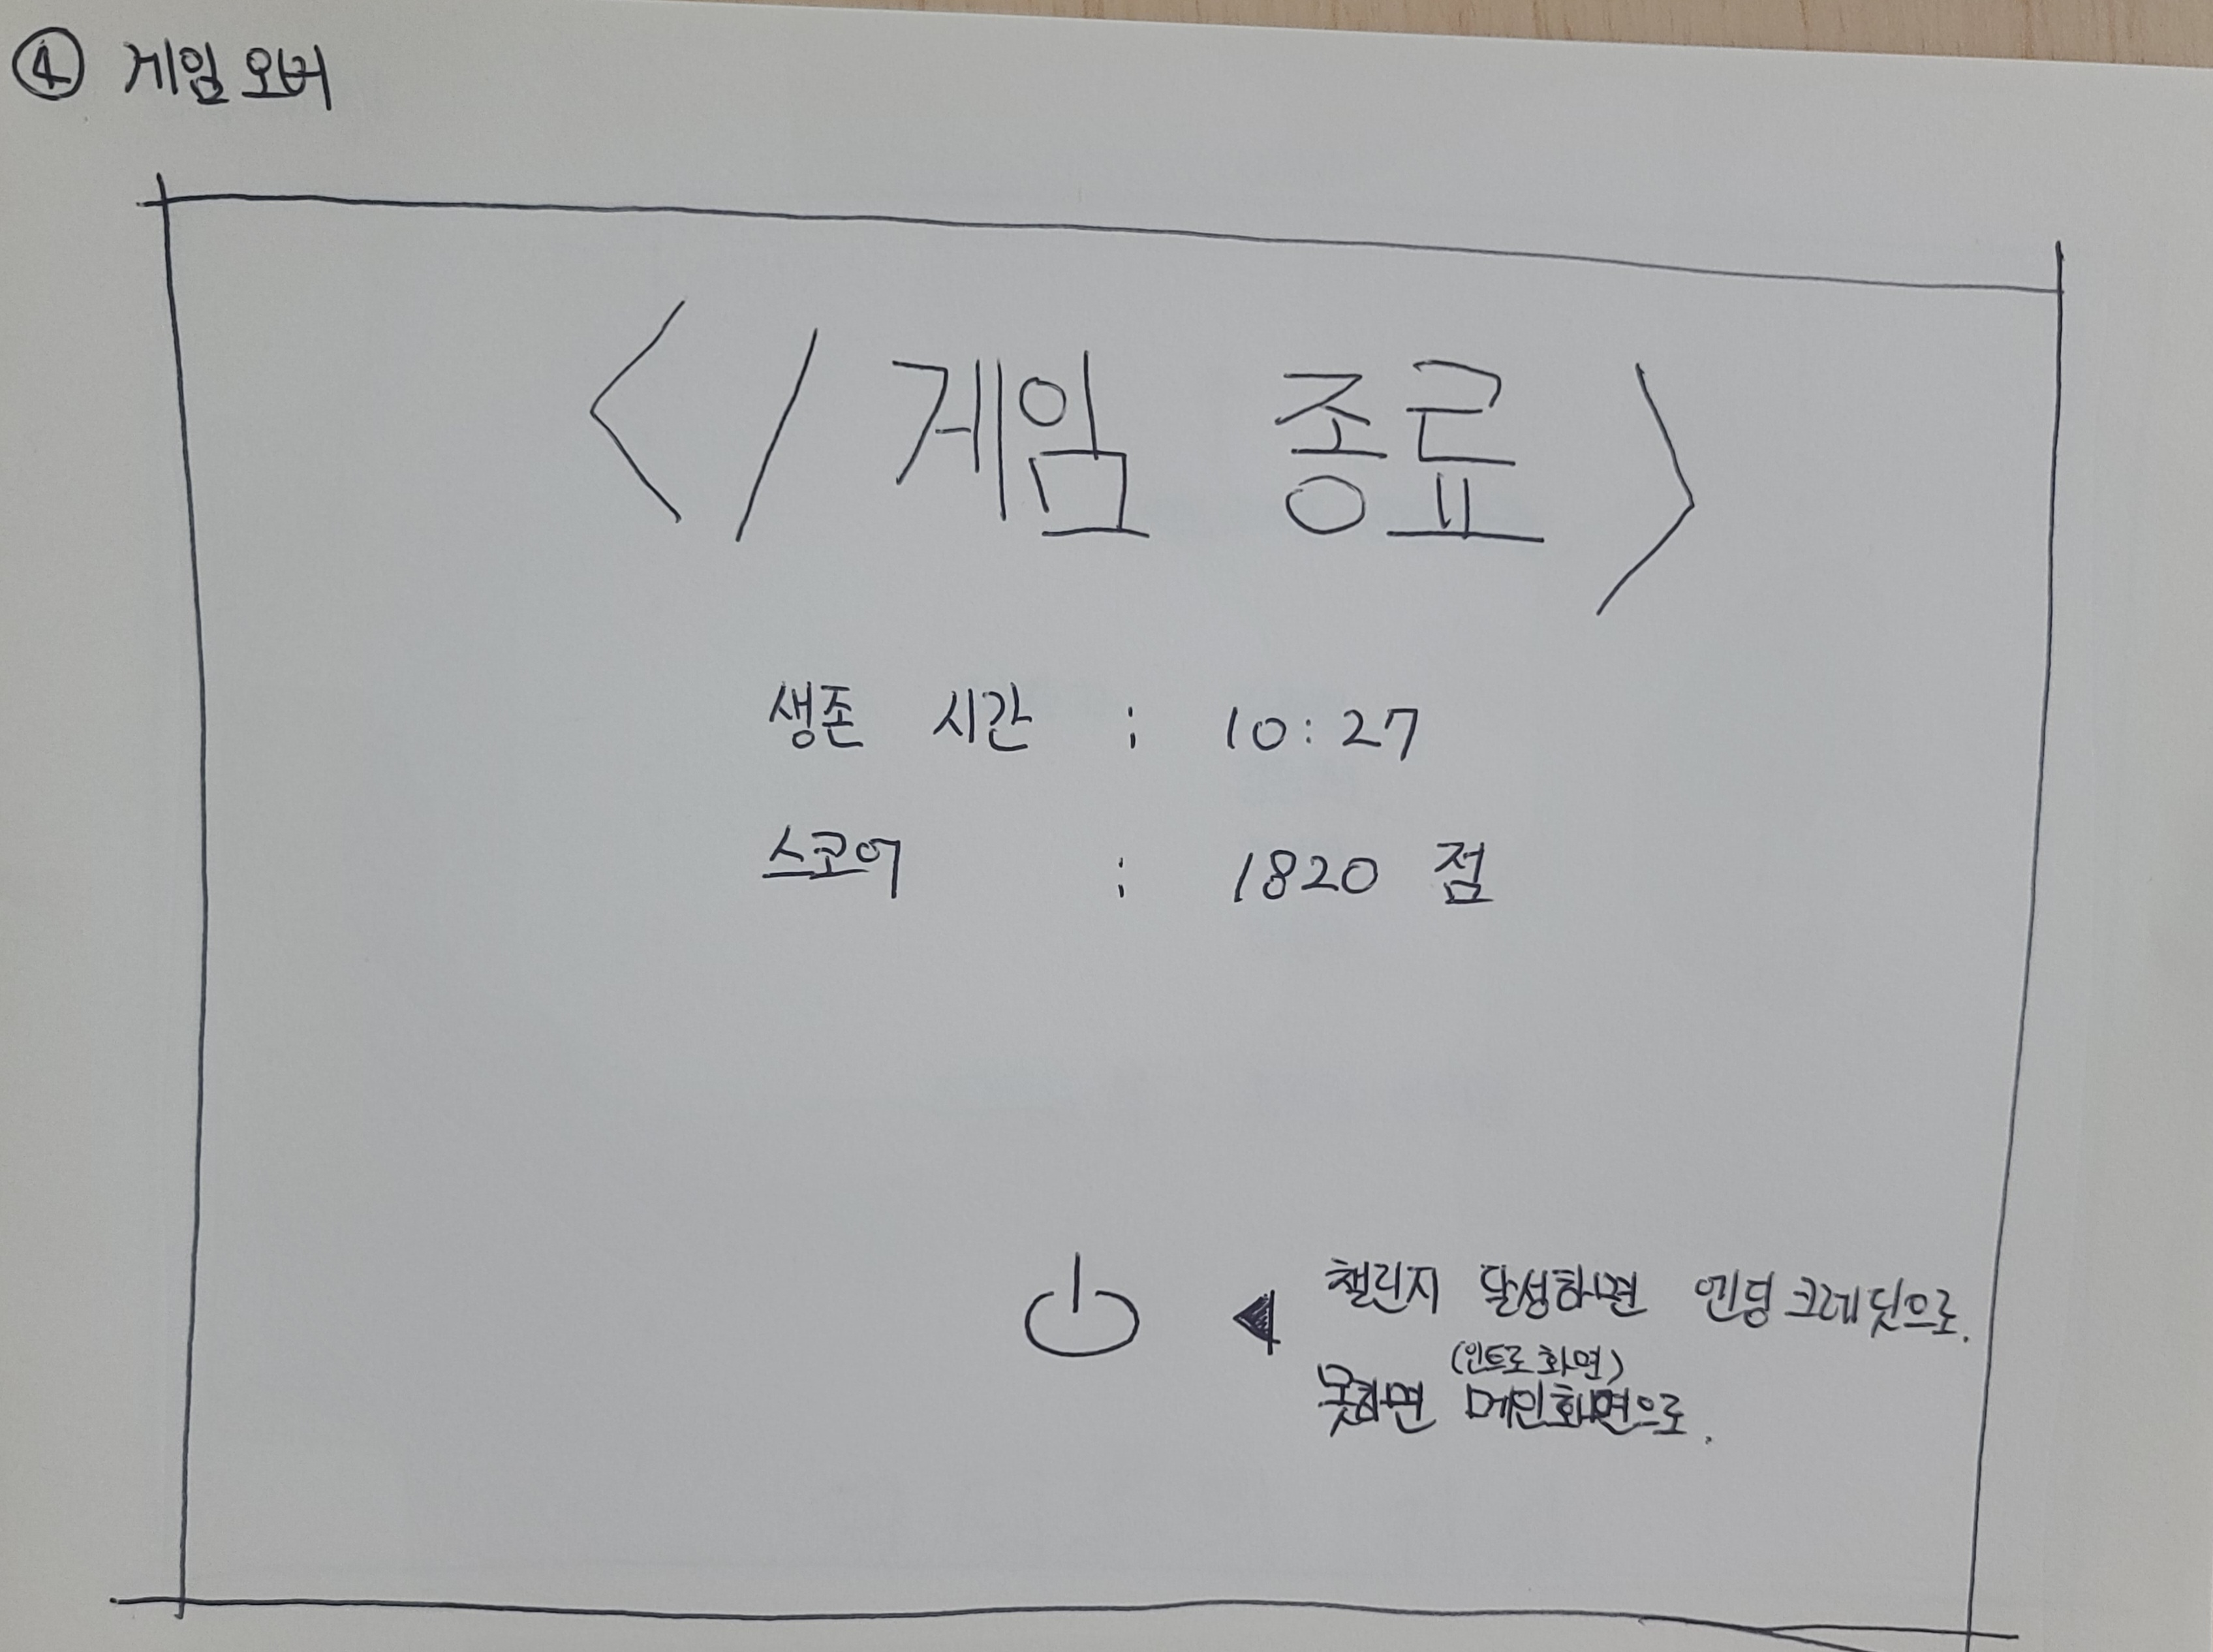 ④ 게임 오버
</ 게임 종료 >
생존 시간 : 10:27
스코어 : 1820 점
챌린지 달성하면 엔딩크레딧으로.
(인트로 화면)
못하면 메인화면으로.